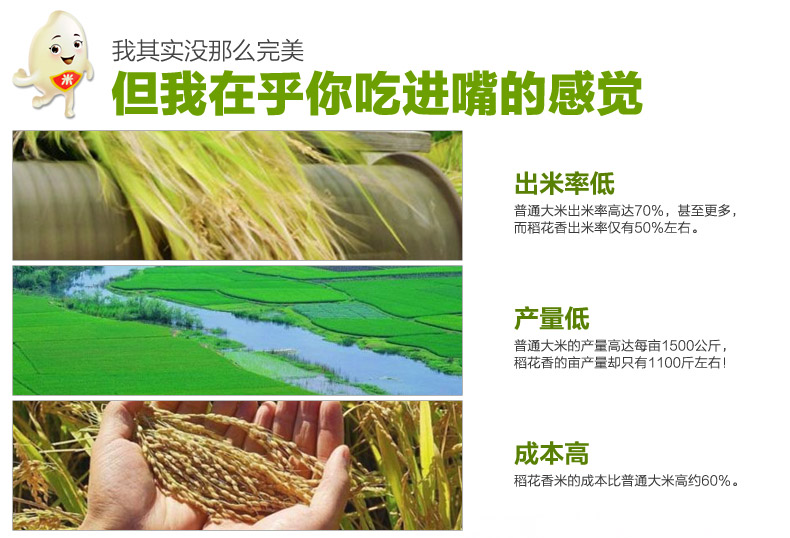 米
我其实没那么完美
但我在乎你吃进嘴的感觉
出米率低
普通大米出米率高达70%，甚至更多，
而稻花香出米率仅有50%左右。
产量低
普通大米的产量高达每亩1500公斤，
稻花香的亩产量却只有1100斤左右！
成本高
稻花香米的成本比普通大米高约60%。